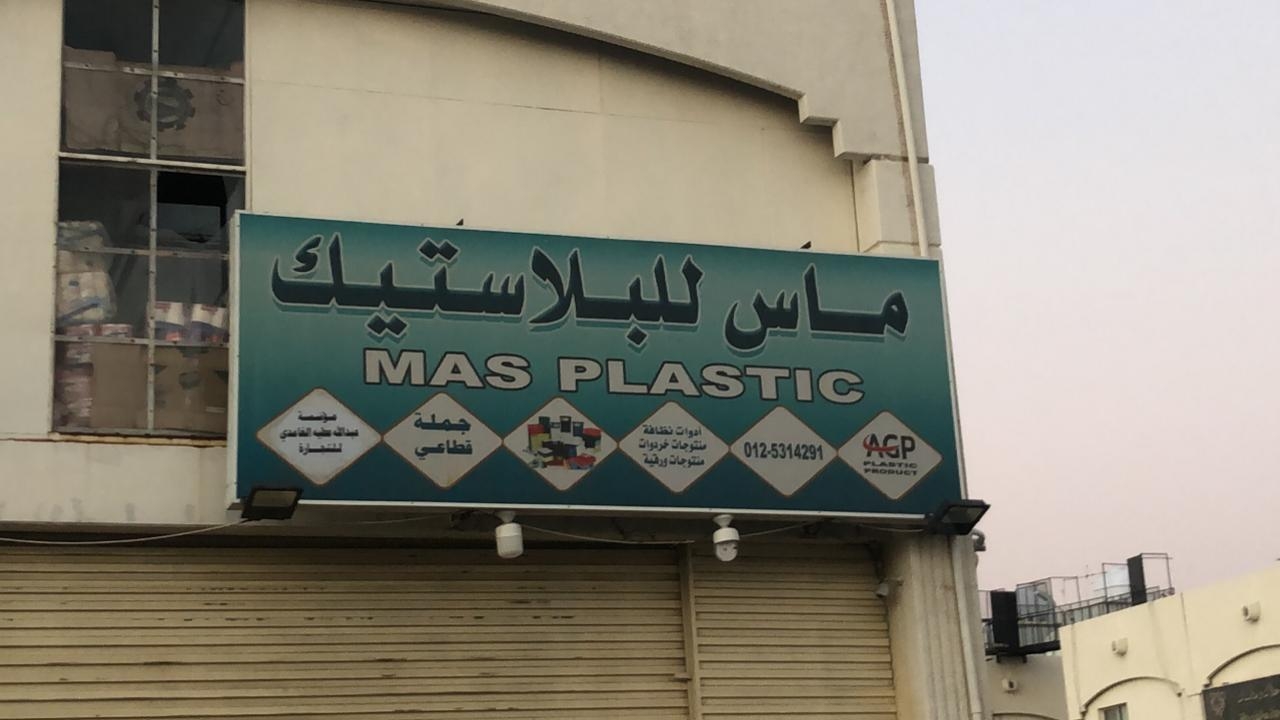 ماس للبلاستيك
MAS PLASTIC
مؤسسة
عبدالله عطيه الغامدي
للتجارة
جملة
قطاعي
أدوات نظافة
منتوجات خردوات
منتوجات ورقية
012-5314291
AGP
PLASTIC
PRODUCT